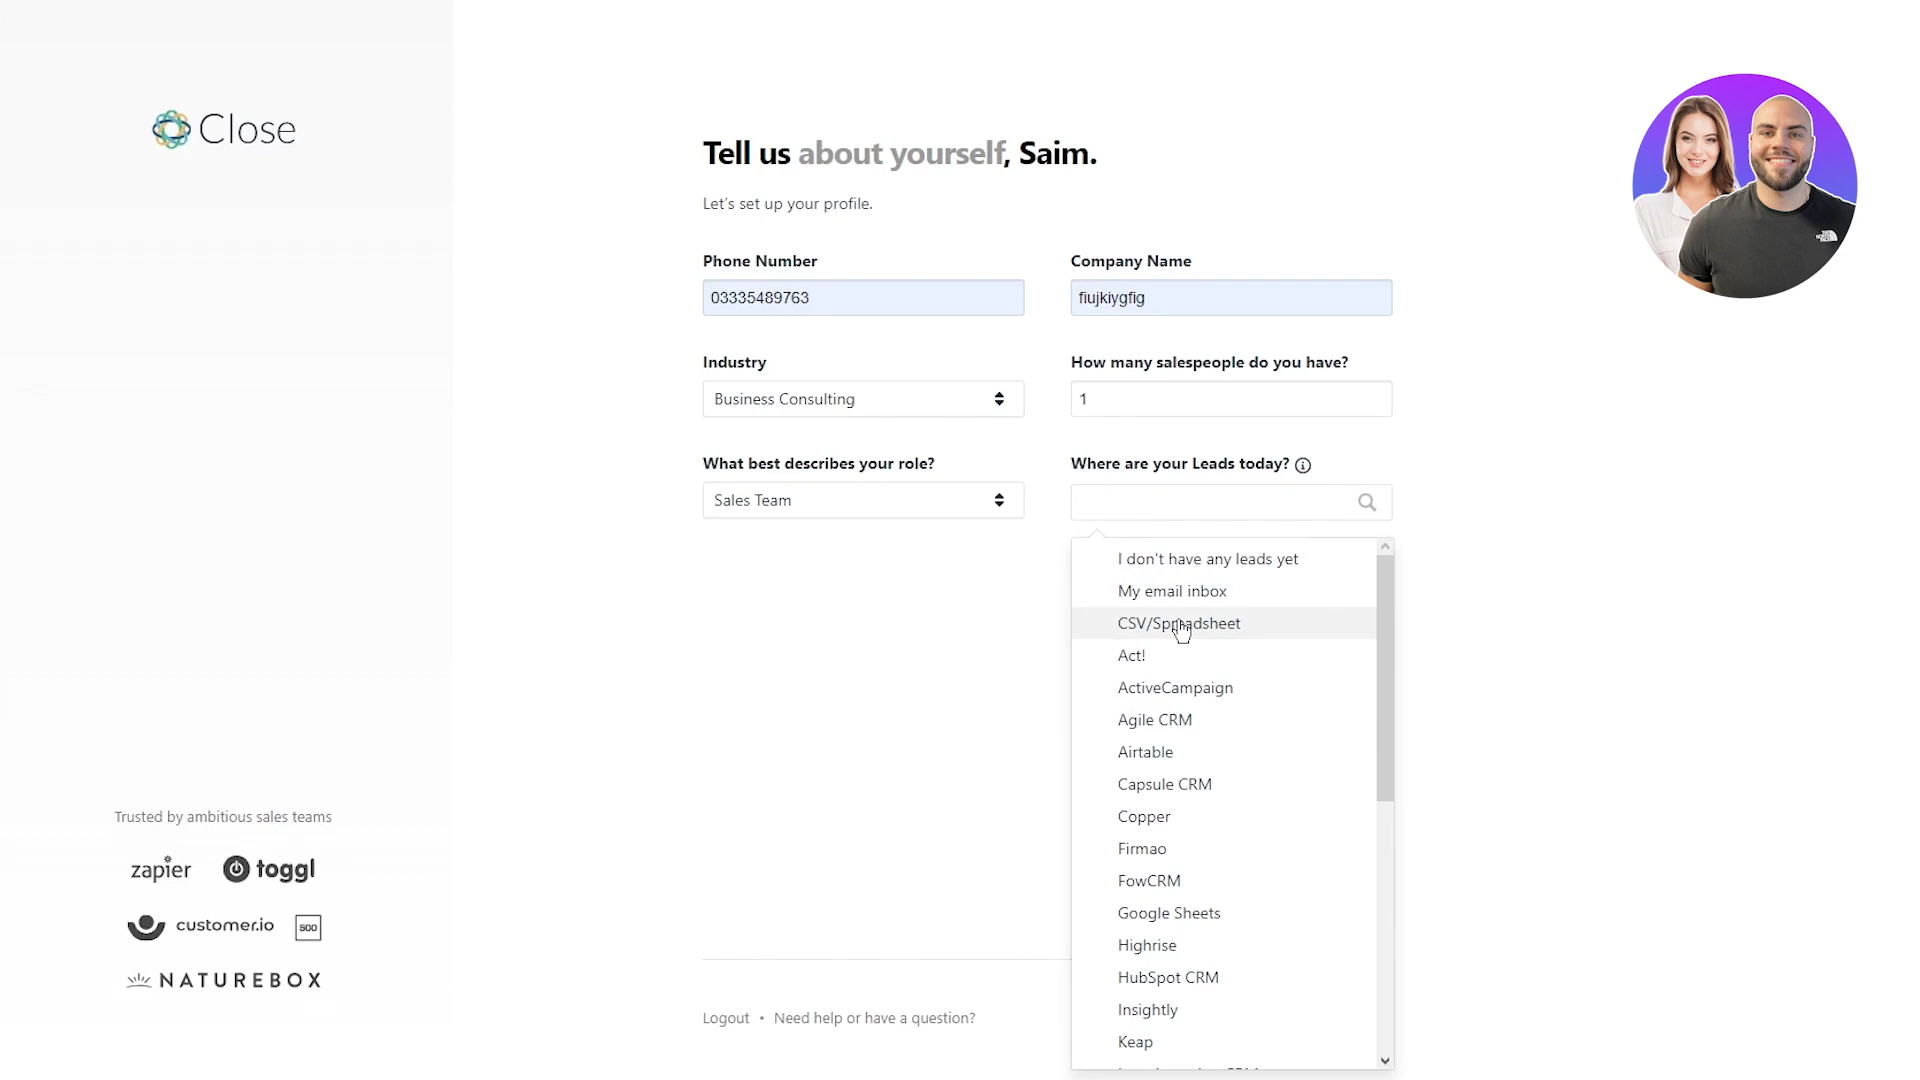 Close
Tell us about yourself, Saim.
Let's set up your profile.
Phone Number
03335489763
Company Name
fiujkiygfig
Industry
Business Consulting
How many salespeople do you have?
1
What best describes your role?
Sales Team
Where are your Leads today?
I don't have any leads yet
My email inbox
CSV/Spreadsheet
Act!
ActiveCampaign
Agile CRM
Airtable
Capsule CRM
Copper
Firmao
FowCRM
Google Sheets
Highrise
HubSpot CRM
Insightly
Keap
Trusted by ambitious sales teams
zapier
toggl
customer.io
500
NATUREBOX
Logout • Need help or have a question?